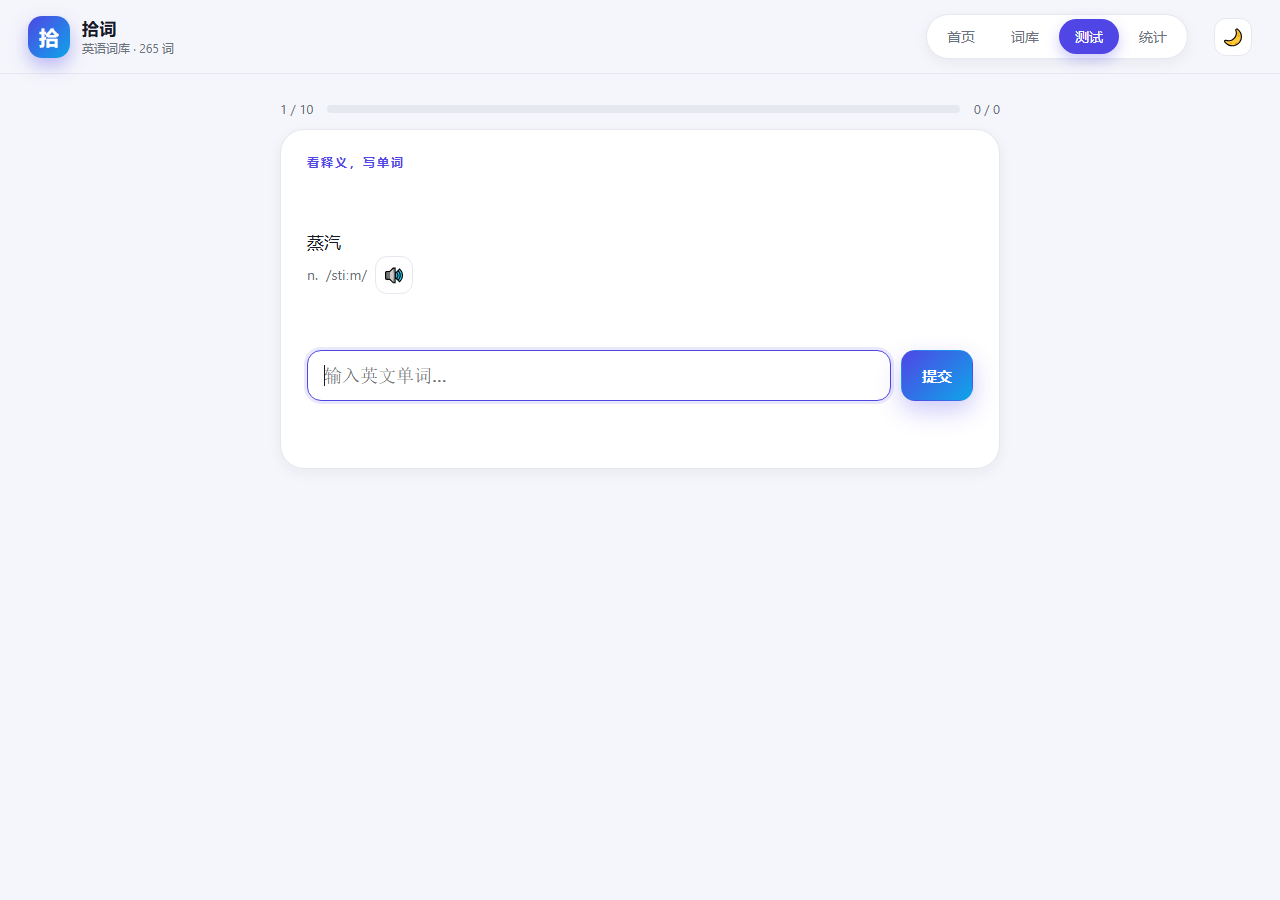 拾
拾词
英语词库 · 265 词
首页
词库
测试
统计
1 / 10
0 / 0
看释义，写单词
蒸汽
n. /stiːm/
输入英文单词...
提交